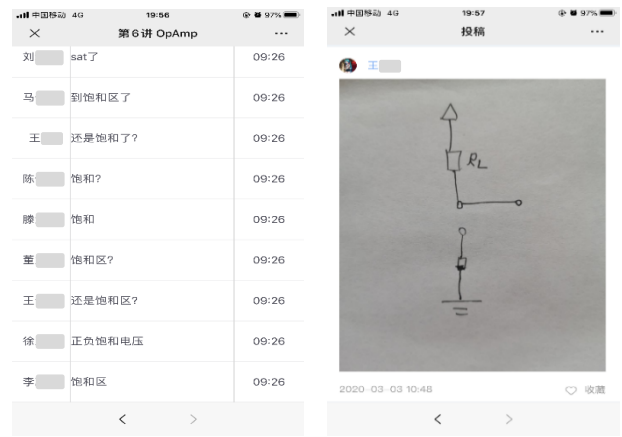 中国移动 4G 19:56 97%
第6讲 OpAmp
刘 sat了 09:26
马 到饱和区了 09:26
王 还是饱和了? 09:26
陈 饱和? 09:26
滕 饱和 09:26
董 饱和区? 09:26
王 还是饱和区? 09:26
徐 正负饱和电压 09:26
李 饱和区 09:26
中国移动 4G 19:57 97%
投稿
王
RL
2020-03-03 10:48 收藏